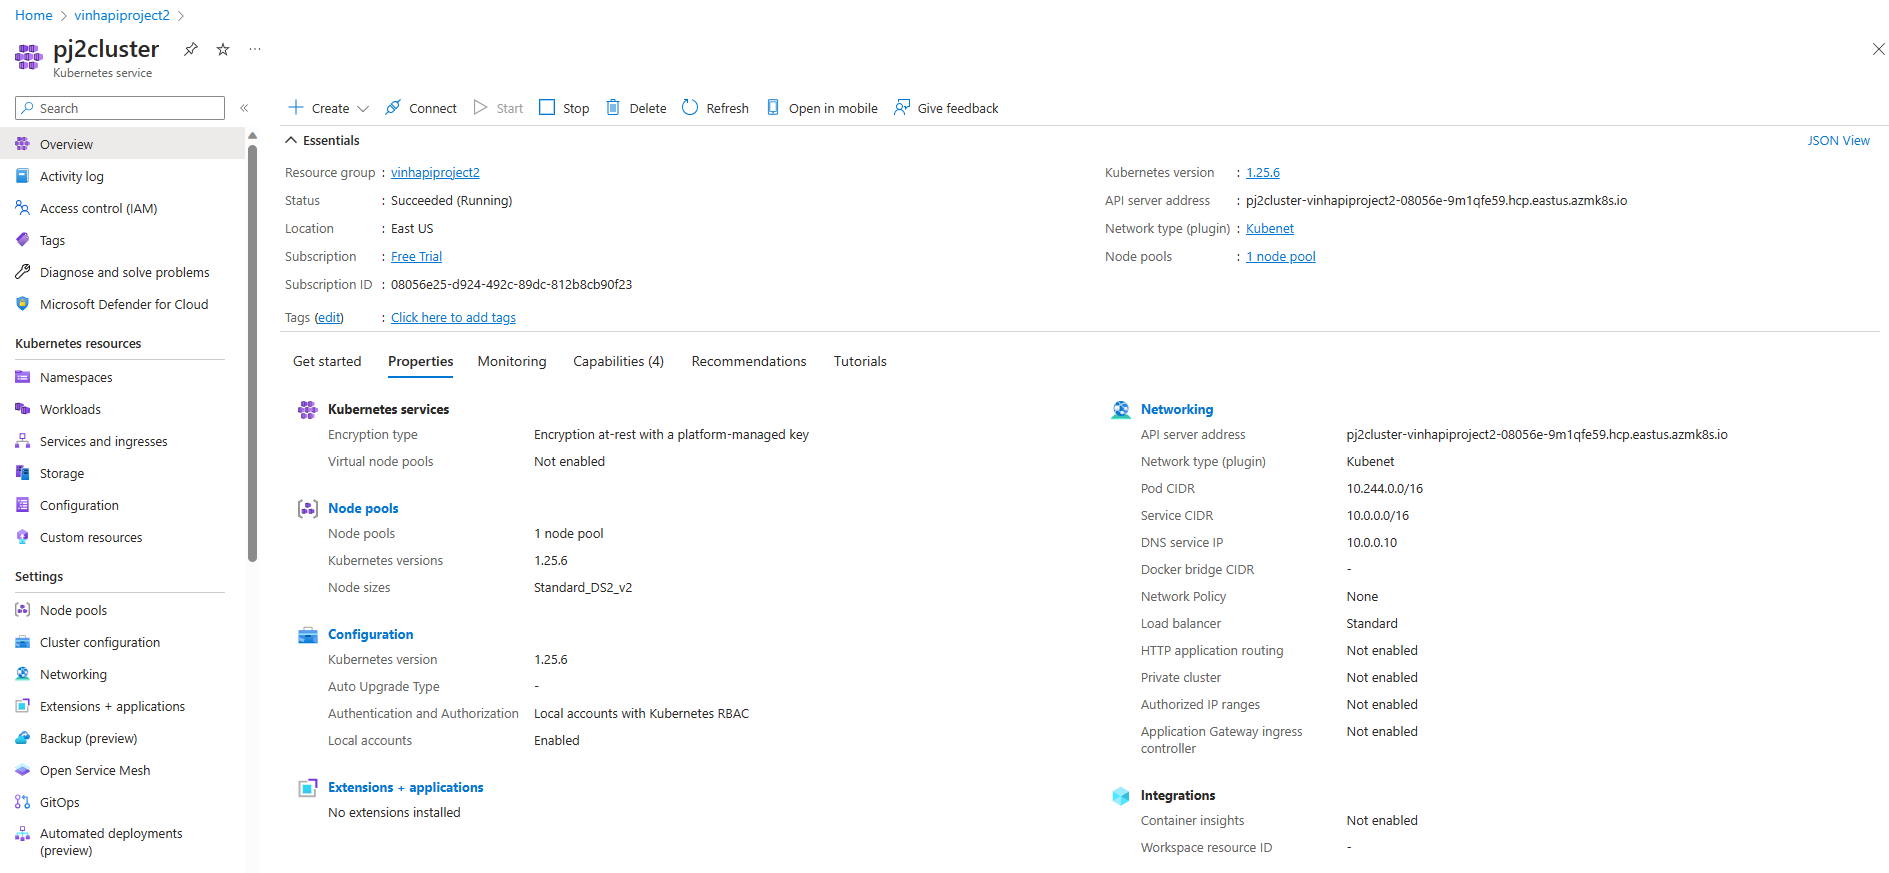 Home > vinhapiproject2 >
pj2cluster
Kubernetes service
Search
Overview
Activity log
Access control (IAM)
Tags
Diagnose and solve problems
Microsoft Defender for Cloud
Kubernetes resources
Namespaces
Workloads
Services and ingresses
Storage
Configuration
Custom resources
Settings
Node pools
Cluster configuration
Networking
Extensions + applications
Backup (preview)
Open Service Mesh
GitOps
Automated deployments
(preview)
Create Connect Start Stop Delete Refresh Open in mobile Give feedback
Essentials
JSON View
Resource group : vinhapiproject2
Status : Succeeded (Running)
Location : East US
Subscription : Free Trial
Subscription ID : 08056e25-d924-492c-89dc-812b8cb90f23
Tags (edit) : Click here to add tags
Kubernetes version : 1.25.6
API server address : pj2cluster-vinhapiproject2-08056e-9m1qfe59.hcp.eastus.azmk8s.io
Network type (plugin) : Kubenet
Node pools : 1 node pool
Get started Properties Monitoring Capabilities (4) Recommendations Tutorials
Kubernetes services
Encryption type Encryption at-rest with a platform-managed key
Virtual node pools Not enabled
Node pools
Node pools 1 node pool
Kubernetes versions 1.25.6
Node sizes Standard_DS2_v2
Configuration
Kubernetes version 1.25.6
Auto Upgrade Type -
Authentication and Authorization Local accounts with Kubernetes RBAC
Local accounts Enabled
Extensions + applications
No extensions installed
Networking
API server address pj2cluster-vinhapiproject2-08056e-9m1qfe59.hcp.eastus.azmk8s.io
Network type (plugin) Kubenet
Pod CIDR 10.244.0.0/16
Service CIDR 10.0.0.0/16
DNS service IP 10.0.0.10
Docker bridge CIDR -
Network Policy None
Load balancer Standard
HTTP application routing Not enabled
Private cluster Not enabled
Authorized IP ranges Not enabled
Application Gateway ingress Not enabled
controller
Integrations
Container insights Not enabled
Workspace resource ID -